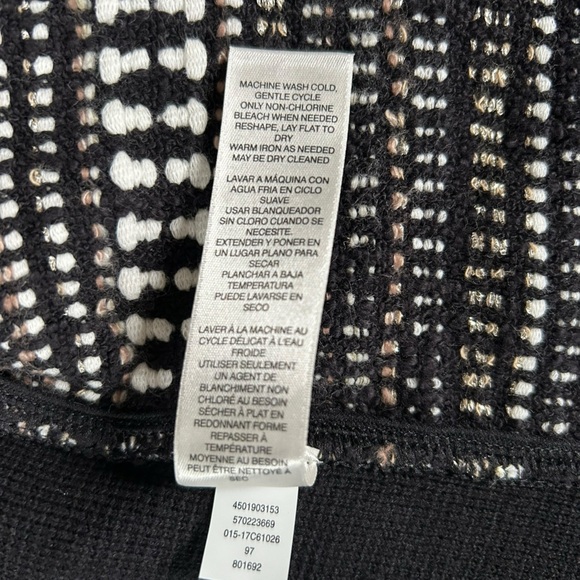 MACHINE WASH COLD,
GENTLE CYCLE
ONLY NON-CHLORINE
BLEACH WHEN NEEDED
RESHAPE, LAY FLAT TO
DRY
WARM IRON AS NEEDED
MAY BE DRY CLEANED
LAVAR A MÁQUINA CON
AGUA FRIA EN CICLO
SUAVE
USAR BLANQUEADOR
SIN CLORO CUANDO SE
NECESITE.
EXTENDER Y PONER EN
UN LUGAR PLANO PARA
SECAR
PLANCHAR A BAJA
TEMPERATURA
PUEDE LAVARSE EN
SECO
LAVER À LA MACHINE AU
CYCLE DÉLICAT À L'EAU
FROIDE
UTILISER SEULEMENT
UN AGENT DE
BLANCHIMENT NON
CHLORÉ AU BESOIN
SÉCHER À PLAT EN
REDONNANT FORME
REPASSER À
TEMPÉRATURE
MOYENNE AU BESOIN
PEUT ÊTRE NETTOYÉ À
SEC
4501903153
570223669
015-17C61026
97
801692